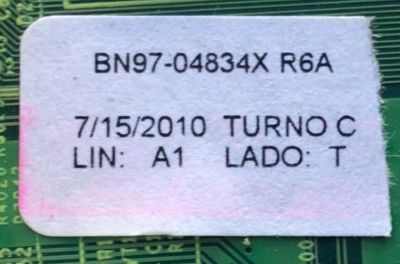 BN97-04834X R6A
7/15/2010 TURNO C
LIN: A1 LADO: T